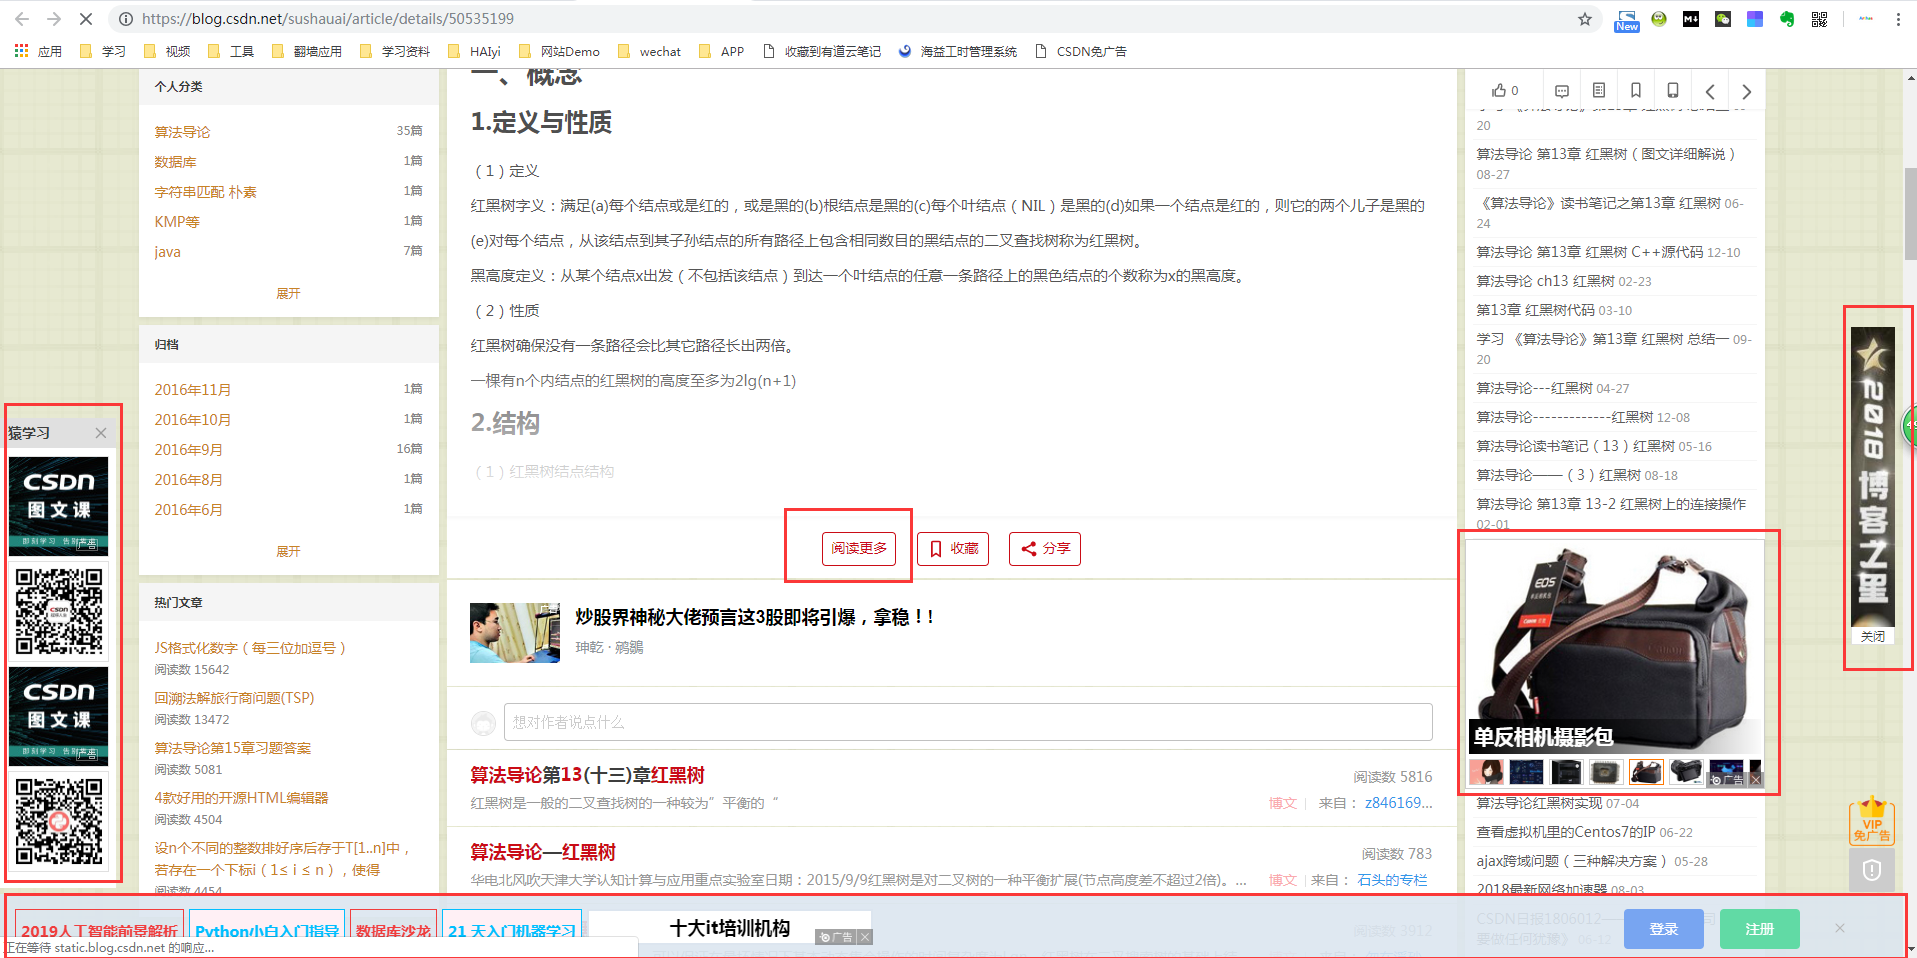 https://blog.csdn.net/sushauai/article/details/50535199
New
应用
学习
视频
工具
翻墙应用
学习资料
HAIyi
网站Demo
wechat
APP
收藏到有道云笔记
海益工时管理系统
CSDN免广告
个人分类
算法导论 35篇
数据库 1篇
字符串匹配 朴素 1篇
KMP等 1篇
java 7篇
展开
归档
2016年11月 1篇
2016年10月 1篇
2016年9月 16篇
2016年8月 1篇
2016年6月 1篇
展开
热门文章
JS格式化数字（每三位加逗号）
阅读数 15642
回溯法解旅行商问题(TSP)
阅读数 13472
算法导论第15章习题答案
阅读数 5081
4款好用的开源HTML编辑器
阅读数 4504
设n个不同的整数排好序后存于T[1..n]中，
若存在一个下标i（1≤ i ≤ n），使得
阅读数 4454
猿学习
CSDN
图文课
即刻学习 告别
广告
CSDN
图文课
即刻学习 告别
广告
一、概念
1.定义与性质
（1）定义
红黑树字义：满足(a)每个结点或是红的，或是黑的(b)根结点是黑的(c)每个叶结点（NIL）是黑的(d)如果一个结点是红的，则它的两个儿子是黑的
(e)对每个结点，从该结点到其子孙结点的所有路径上包含相同数目的黑结点的二叉查找树称为红黑树。
黑高度定义：从某个结点x出发（不包括该结点）到达一个叶结点的任意一条路径上的黑色结点的个数称为x的黑高度。
（2）性质
红黑树确保没有一条路径会比其它路径长出两倍。
一棵有n个内结点的红黑树的高度至多为2lg(n+1)
2.结构
（1）红黑树结点结构
阅读更多
收藏
分享
广告
炒股界神秘大佬预言这3股即将引爆，拿稳！!
珅乾 · 鹓鶵
想对作者说点什么
算法导论第13(十三)章红黑树 阅读数 5816
红黑树是一般的二叉查找树的一种较为”平衡的“ 博文 来自： z846169...
算法导论—红黑树 阅读数 783
华电北风吹天津大学认知计算与应用重点实验室日期：2015/9/9红黑树是对二叉树的一种平衡扩展(节点高度差不超过2倍)。... 博文 来自： 石头的专栏
阅读数 3912
0
20
算法导论 第13章 红黑树（图文详细解说）
08-27
《算法导论》读书笔记之第13章 红黑树 06-
24
算法导论 第13章 红黑树 C++源代码 12-10
算法导论 ch13 红黑树 02-23
第13章 红黑树代码 03-10
学习 《算法导论》第13章 红黑树 总结一 09-
20
算法导论---红黑树 04-27
算法导论-------------红黑树 12-08
算法导论读书笔记（13）红黑树 05-16
算法导论——（3）红黑树 08-18
算法导论 第13章 13-2 红黑树上的连接操作
02-01
EOS
Canon
单反相机摄影包
广告
算法导论红黑树实现 07-04
查看虚拟机里的Centos7的IP 06-22
ajax跨域问题（三种解决方案） 05-28
2018最新网络加速器 08-03
CSDN日报1806012——
要做任何犹豫》 06-12
2018 博客之星
关闭
VIP
免广告
2019人工智能前景解析
Python小白入门指导
数据库沙龙
21 天入门机器学习
十大it培训机构
广告
登录
注册
正在等待 static.blog.csdn.net 的响应...